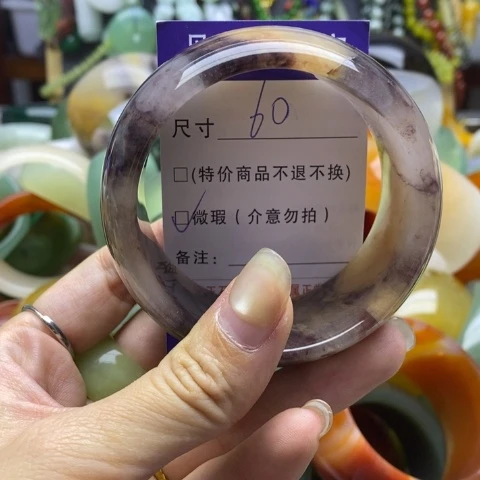 尺寸 60
□(特价商品不退不换)
☑微瑕（介意勿拍）
备注：